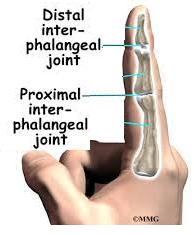 Distal
inter-
phalangeal
joint
Proximal
inter-
phalangeal
joint
©MMG